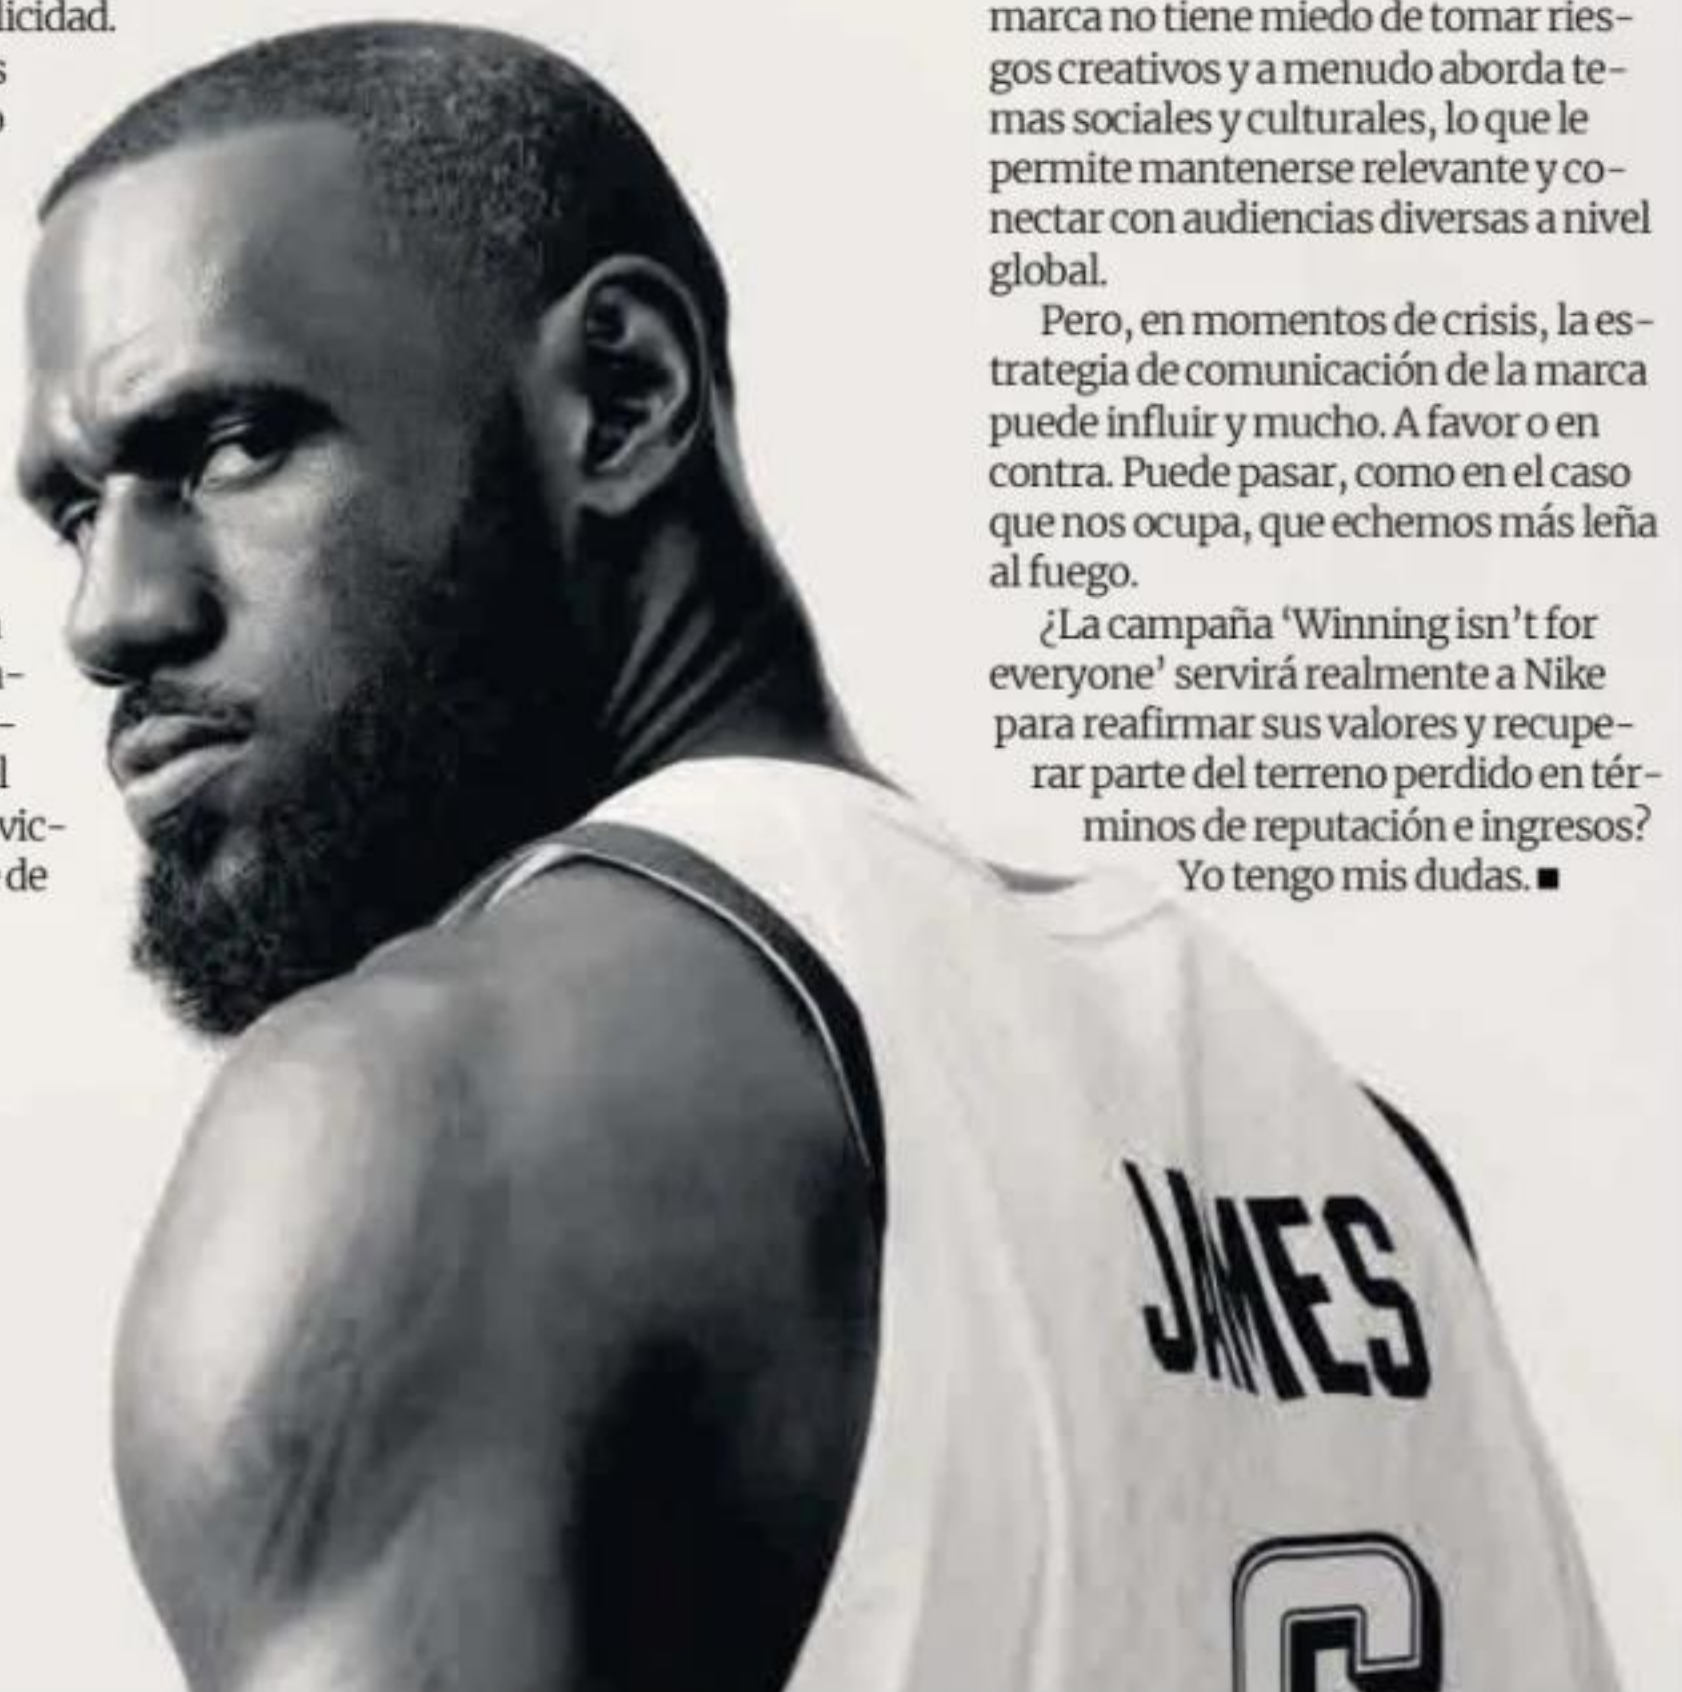 licidad.
s
o
a-
-
l
vic-
de
marca no tiene miedo de tomar ries-
gos creativos y a menudo aborda te-
mas sociales y culturales, lo que le
permite mantenerse relevante y co-
nectar con audiencias diversas a nivel
global.
Pero, en momentos de crisis, la es-
trategia de comunicación de la marca
puede influir y mucho. A favor o en
contra. Puede pasar, como en el caso
que nos ocupa, que echemos más leña
al fuego.
¿La campaña ‘Winning isn’t for
everyone’ servirá realmente a Nike
para reafirmar sus valores y recupe-
rar parte del terreno perdido en tér-
minos de reputación e ingresos?
Yo tengo mis dudas. ■
JAMES
6